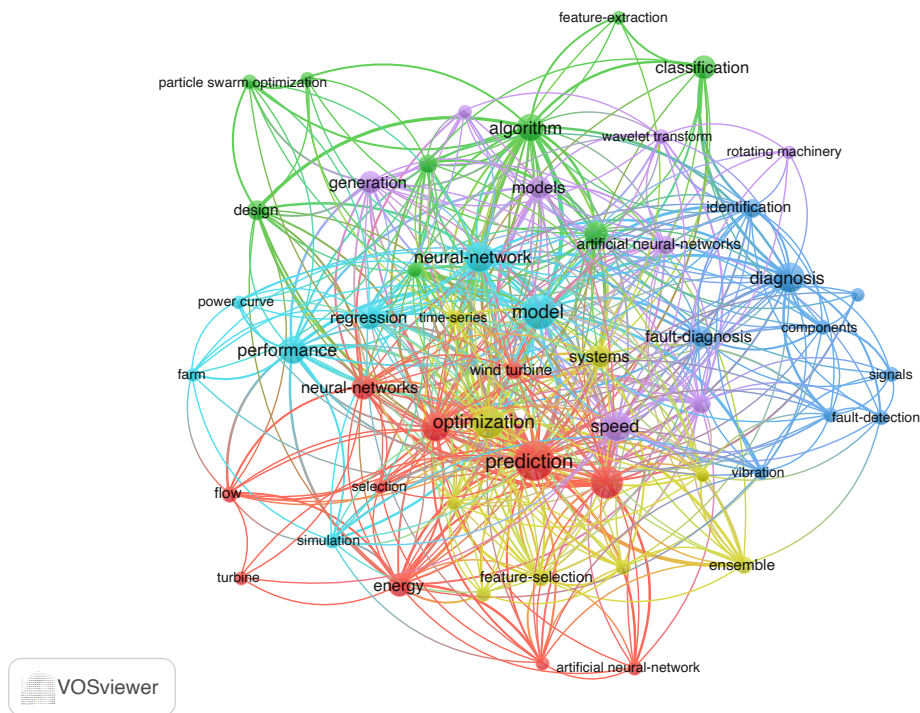 feature-extraction
classification
particle swarm optimization
algorithm
wavelet transform
rotating machinery
generation
models
design
identification
artificial neural-networks
neural-network
diagnosis
power curve
regression
time-series
model
components
performance
fault-diagnosis
systems
farm
wind turbine
signals
neural-networks
optimization
speed
fault-detection
prediction
vibration
flow
selection
simulation
ensemble
turbine
energy
feature-selection
artificial neural-network
VOSviewer